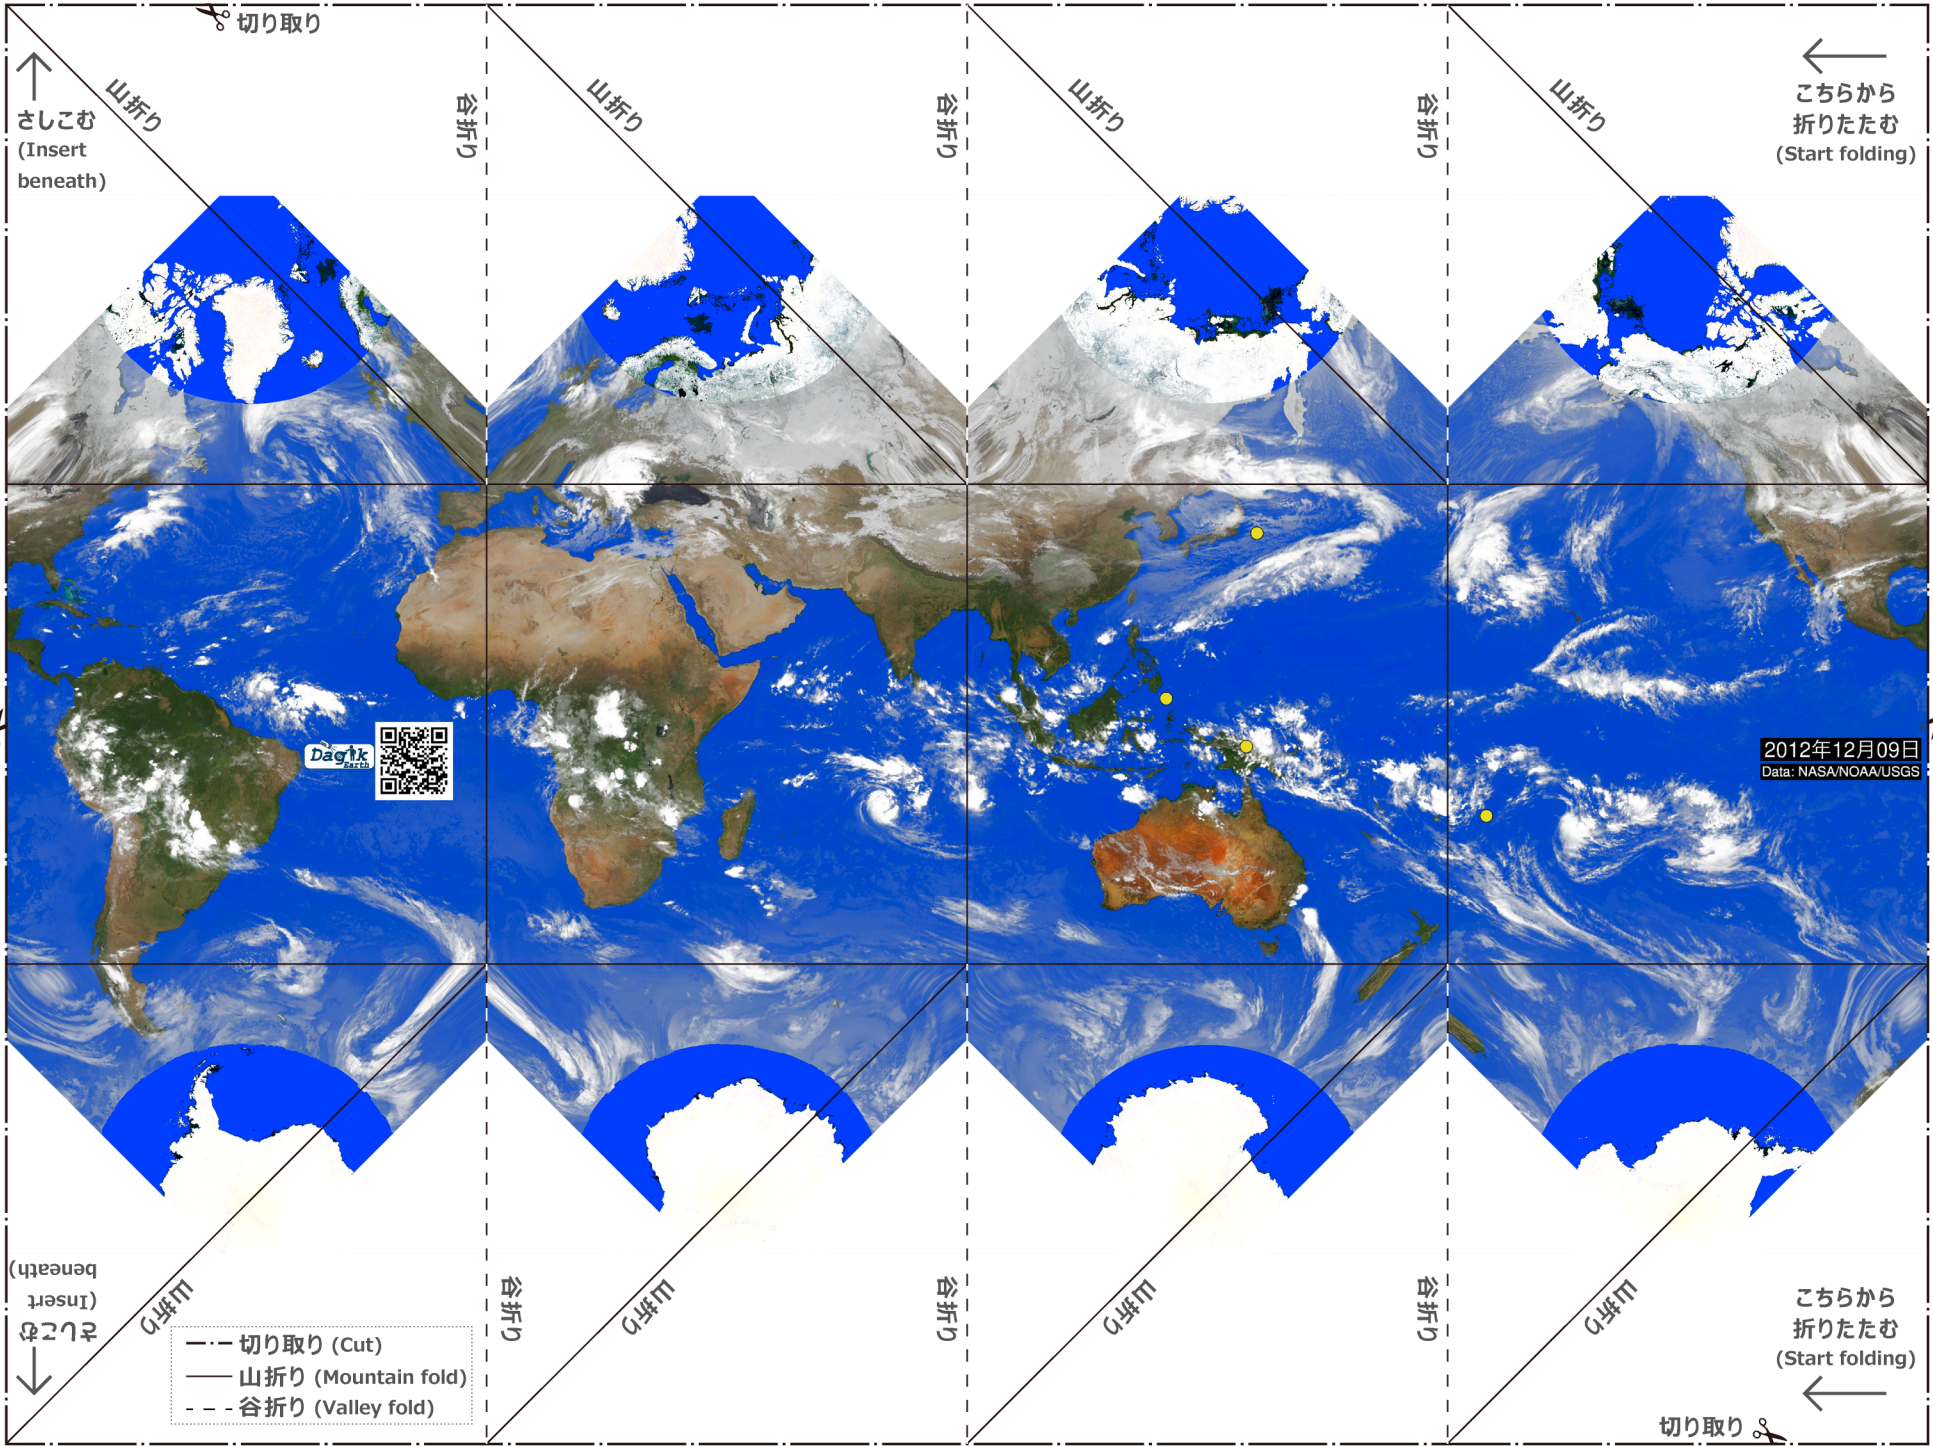 切り取り
山折り
谷折り
山折り
谷折り
山折り
谷折り
山折り
さしこむ
(Insert
beneath)
こちらから
折りたたむ
(Start folding)
Dagik
Earth
2012年12月09日
Data: NASA/NOAA/USGS
さしこむ
(Insert
beneath)
山折り
谷折り
山折り
谷折り
山折り
谷折り
山折り
こちらから
折りたたむ
(Start folding)
切り取り (Cut)
山折り (Mountain fold)
谷折り (Valley fold)
切り取り